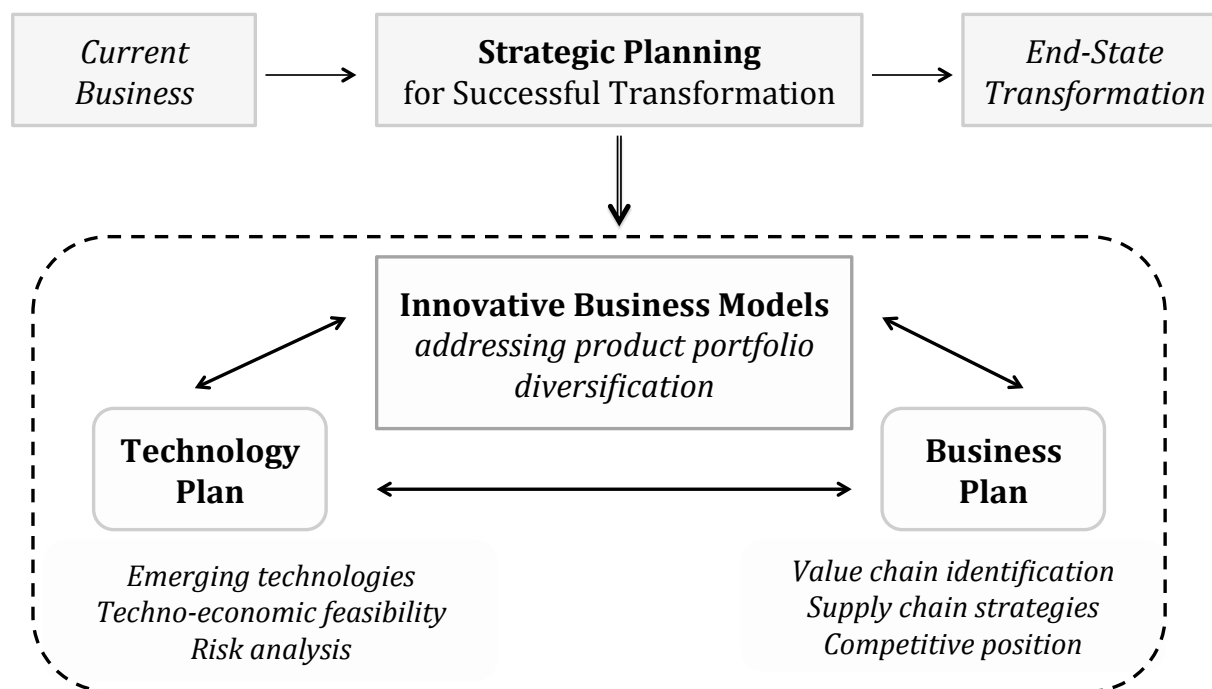 Current
Business
Strategic Planning
for Successful Transformation
End-State
Transformation
Innovative Business Models
addressing product portfolio
diversification
Technology
Plan
Business
Plan
Emerging technologies
Techno-economic feasibility
Risk analysis
Value chain identification
Supply chain strategies
Competitive position